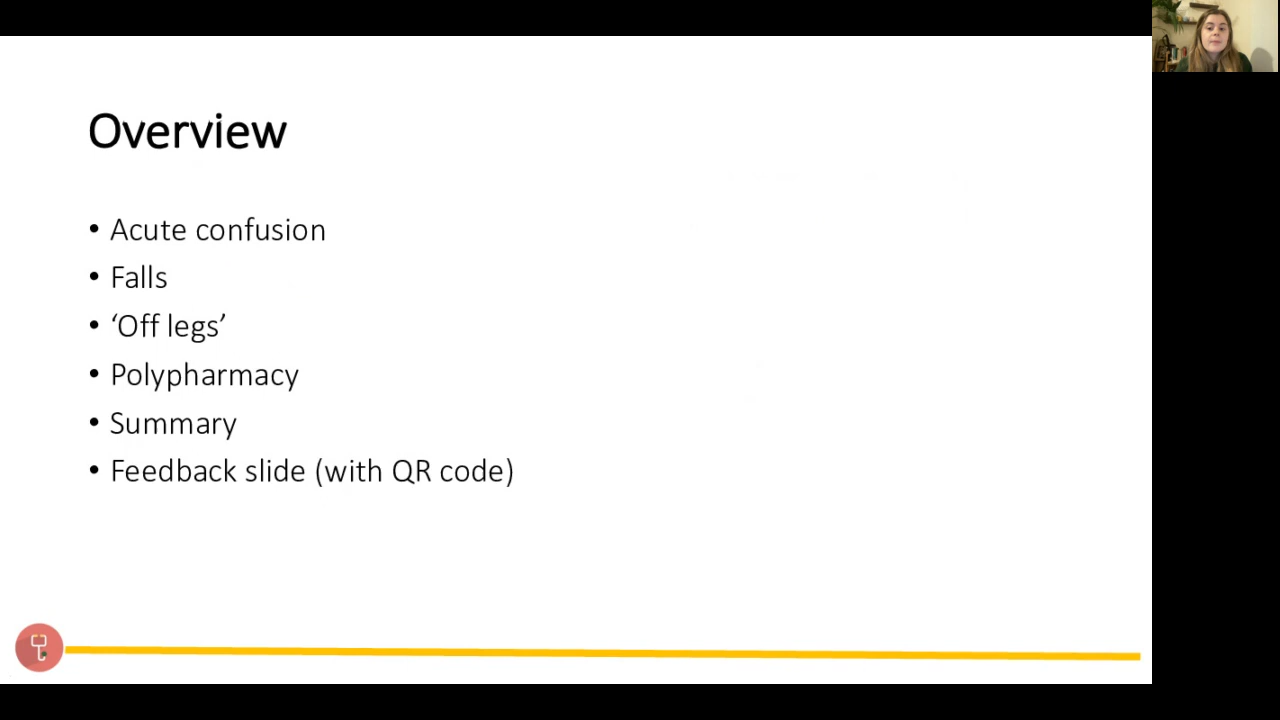 Overview
• Acute confusion
• Falls
• ‘Off legs’
• Polypharmacy
• Summary
• Feedback slide (with QR code)